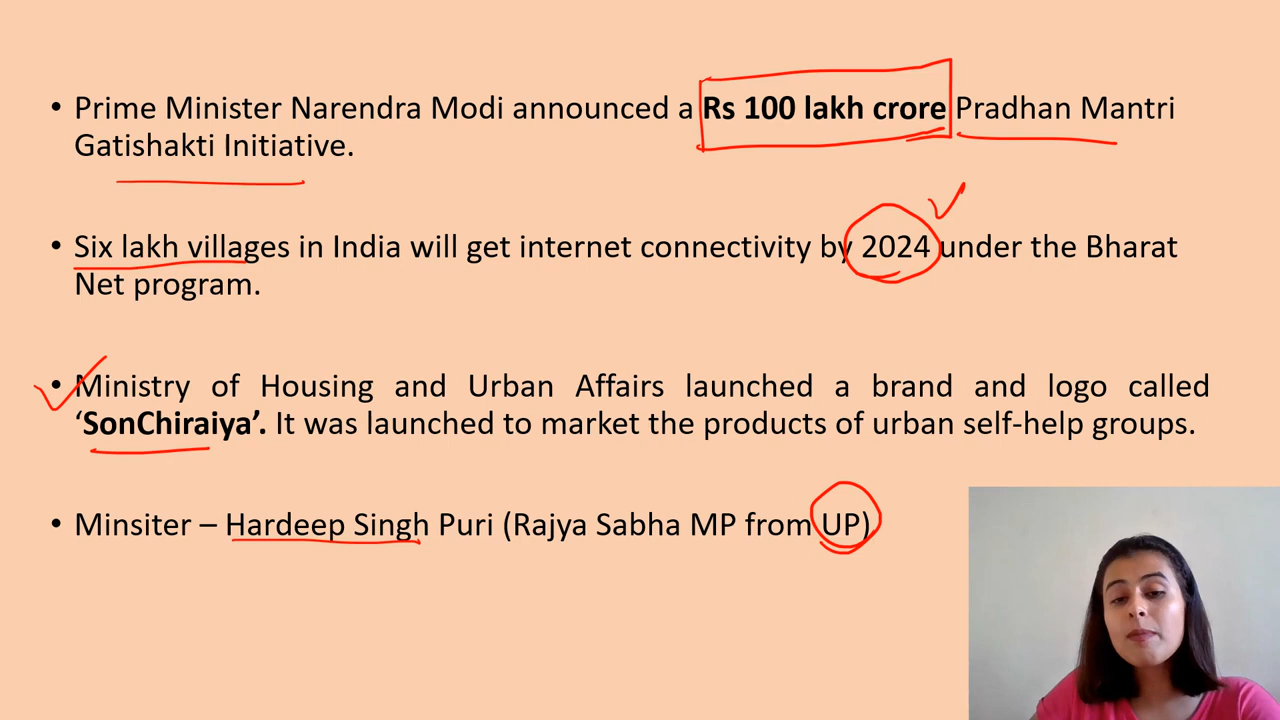 • Prime Minister Narendra Modi announced a Rs 100 lakh crore Pradhan Mantri
Gatishakti Initiative.
• Six lakh villages in India will get internet connectivity by 2024 under the Bharat
Net program.
• Ministry of Housing and Urban Affairs launched a brand and logo called
‘SonChiraiya’. It was launched to market the products of urban self-help groups.
• Minsiter – Hardeep Singh Puri (Rajya Sabha MP from UP)